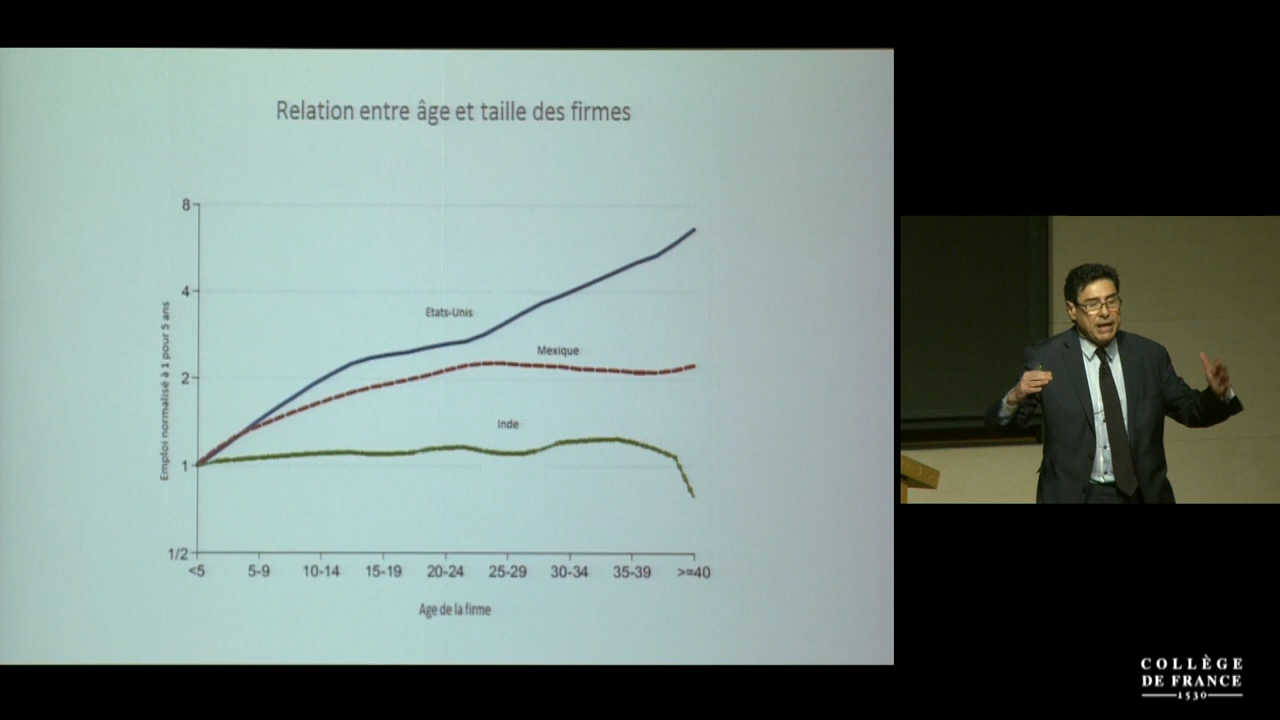 Relation entre âge et taille des firmes
8
4
2
1
1/2
Emploi normalisé à 1 pour 5 ans
Etats-Unis
Mexique
Inde
<5 5-9 10-14 15-19 20-24 25-29 30-34 35-39 >=40
Age de la firme
COLLÈGE
DE FRANCE
1530